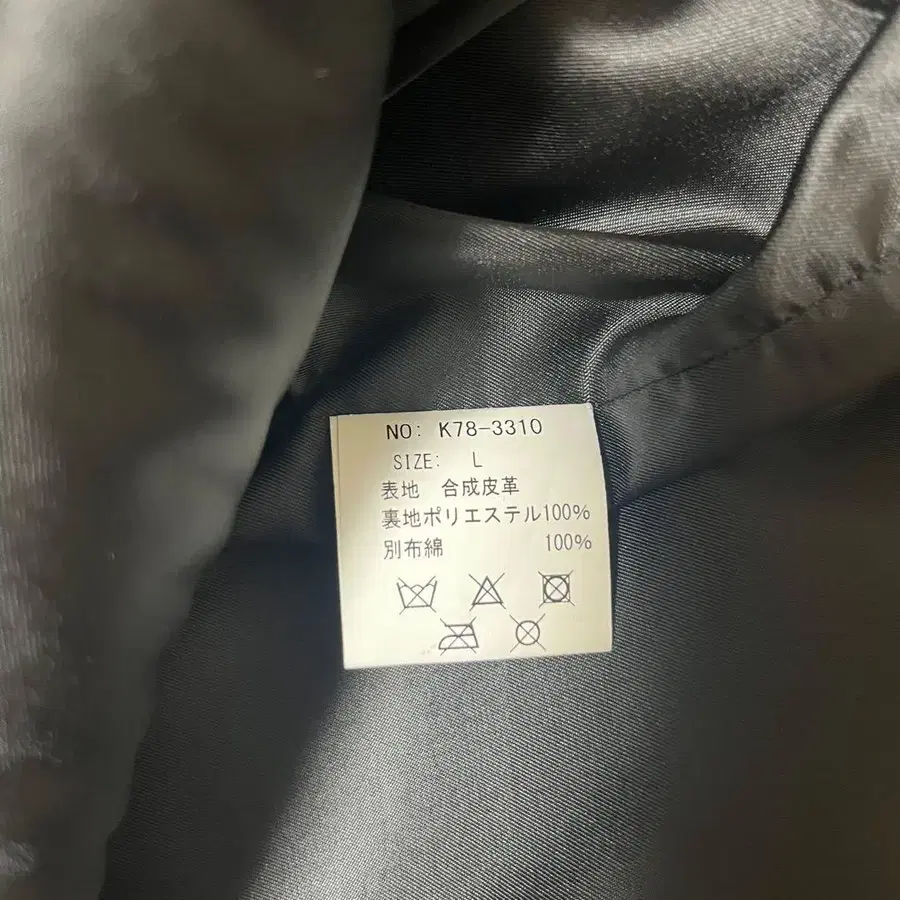 NO: K78-3310
SIZE: L
表地 合成皮革
裏地ポリエステル100%
別布綿 100%